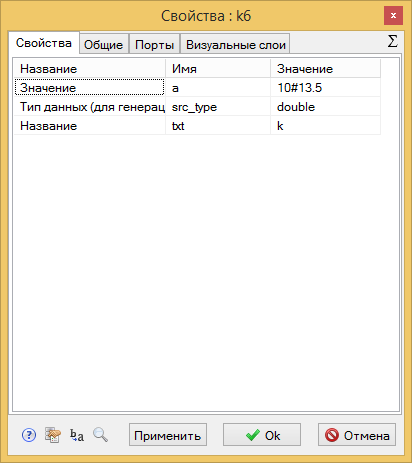 Свойства : k6
x
Свойства Общие Порты Визуальные слои Σ
Название Имя Значение
Значение a 10#13.5
Тип данных (для генерац src_type double
Название txt k
? b a Применить Ok Отмена